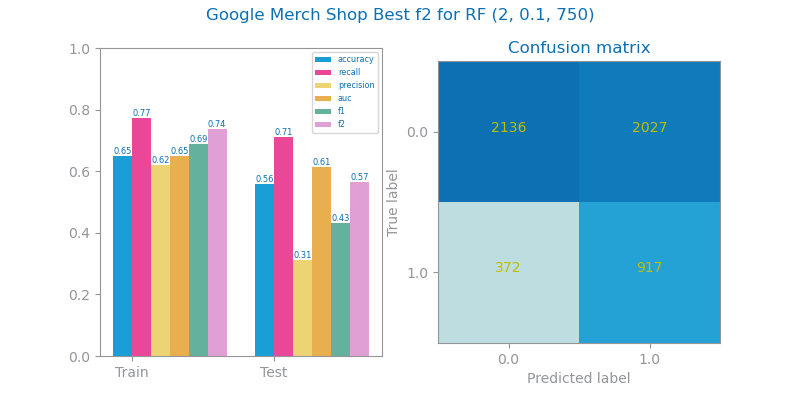 Google Merch Shop Best f2 for RF (2, 0.1, 750)
1.0
0.8
0.6
0.4
0.2
0.0
0.65
0.77
0.62
0.65
0.69
0.74
0.56
0.71
0.31
0.61
0.43
0.57
accuracy
recall
precision
auc
f1
f2
Train
Test
Confusion matrix
True label
0.0
1.0
2136
2027
372
917
0.0
1.0
Predicted label